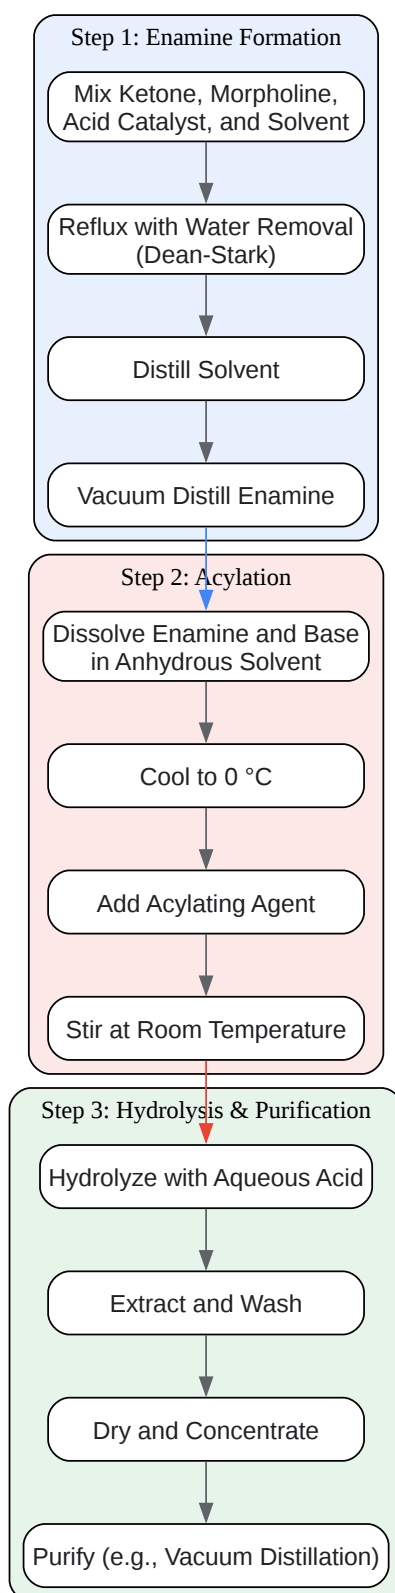 Step 1: Enamine Formation
Mix Ketone, Morpholine,
Acid Catalyst, and Solvent
Reflux with Water Removal
(Dean-Stark)
Distill Solvent
Vacuum Distill Enamine
Step 2: Acylation
Dissolve Enamine and Base
in Anhydrous Solvent
Cool to 0 °C
Add Acylating Agent
Stir at Room Temperature
Step 3: Hydrolysis & Purification
Hydrolyze with Aqueous Acid
Extract and Wash
Dry and Concentrate
Purify (e.g., Vacuum Distillation)